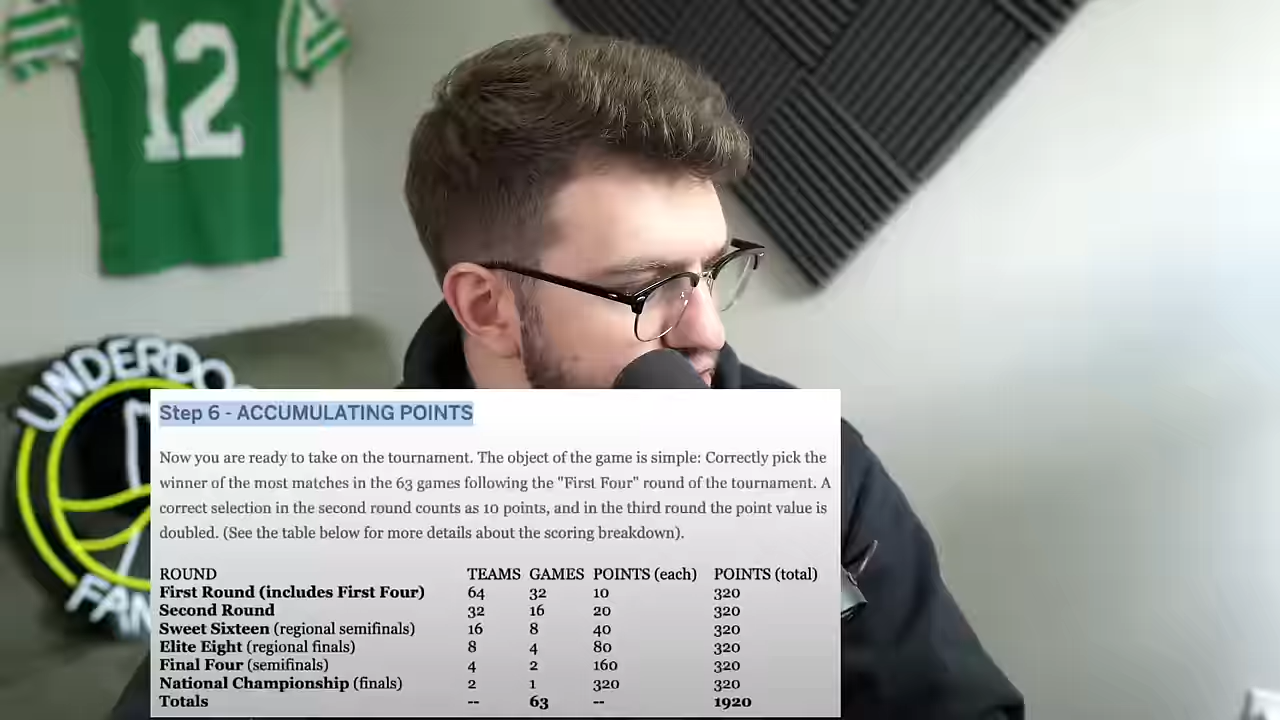 12
UNDERDO
FAN
Step 6 - ACCUMULATING POINTS
Now you are ready to take on the tournament. The object of the game is simple: Correctly pick the
winner of the most matches in the 63 games following the "First Four" round of the tournament. A
correct selection in the second round counts as 10 points, and in the third round the point value is
doubled. (See the table below for more details about the scoring breakdown).
ROUND TEAMS GAMES POINTS (each) POINTS (total)
First Round (includes First Four) 64 32 10 320
Second Round 32 16 20 320
Sweet Sixteen (regional semifinals) 16 8 40 320
Elite Eight (regional finals) 8 4 80 320
Final Four (semifinals) 4 2 160 320
National Championship (finals) 2 1 320 320
Totals -- 63 -- 1920